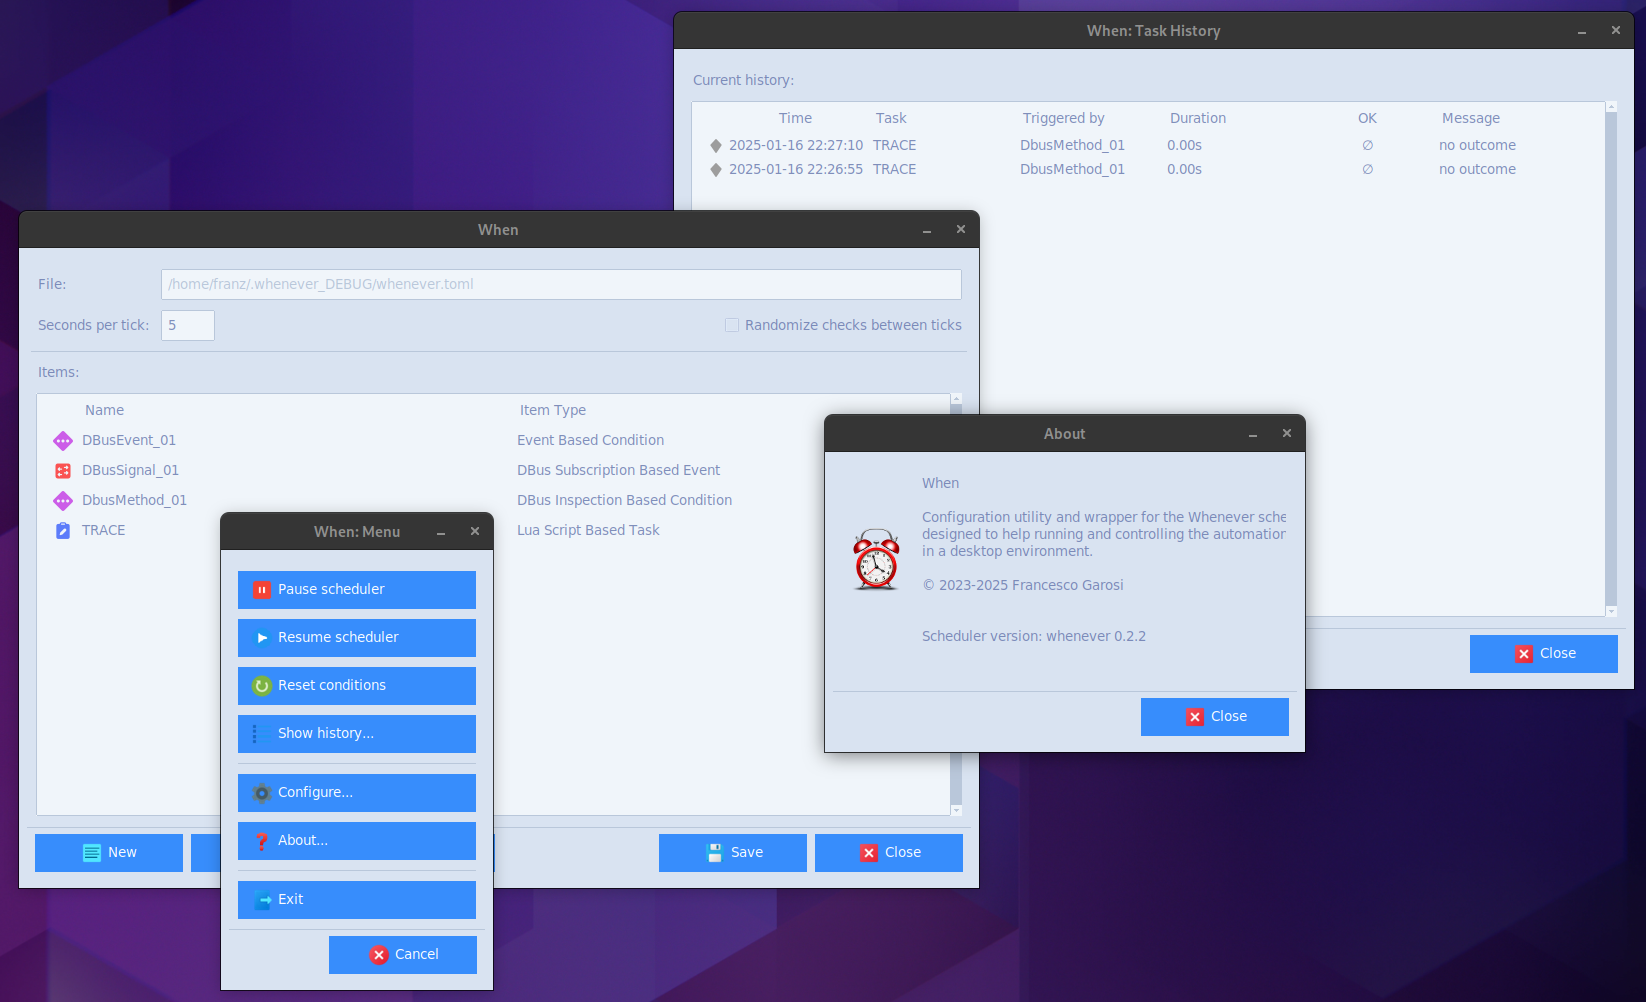 When: Task History
Current history:
Time Task Triggered by Duration OK Message
2025-01-16 22:27:10 TRACE DbusMethod_01 0.00s ∅ no outcome
2025-01-16 22:26:55 TRACE DbusMethod_01 0.00s ∅ no outcome
Close
When
File: /home/franz/.whenever_DEBUG/whenever.toml
Seconds per tick: 5 Randomize checks between ticks
Items:
Name Item Type
DBusEvent_01 Event Based Condition
DBusSignal_01 DBus Subscription Based Event
DbusMethod_01 DBus Inspection Based Condition
TRACE Lua Script Based Task
New Save Close
When: Menu
Pause scheduler
Resume scheduler
Reset conditions
Show history...
Configure...
About...
Exit
Cancel
About
When
Configuration utility and wrapper for the Whenever sche
designed to help running and controlling the automation
in a desktop environment.
© 2023-2025 Francesco Garosi
Scheduler version: whenever 0.2.2
Close